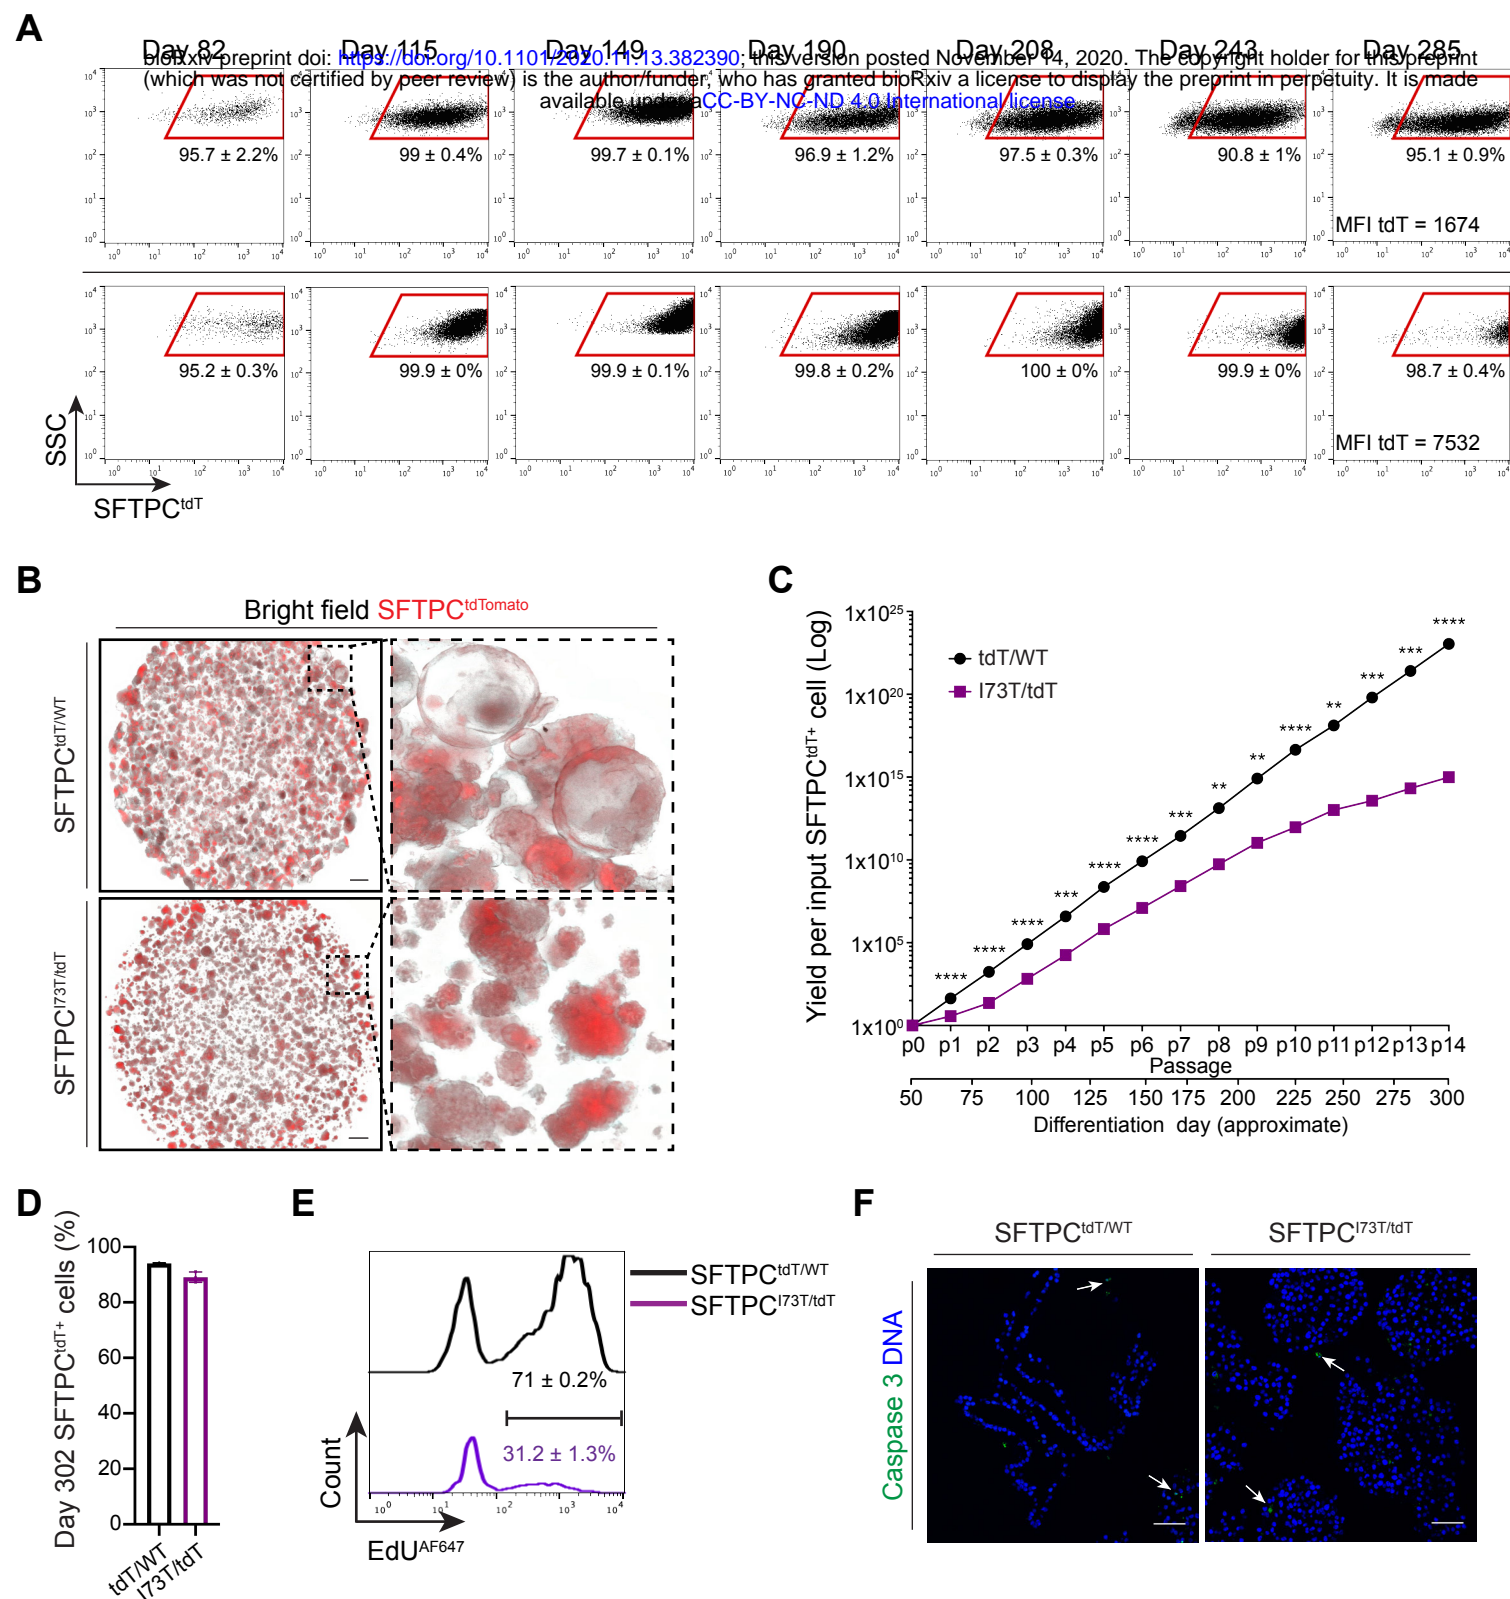 A
Day 82 Day 115 Day 149 Day 190 Day 208 Day 243 Day 285
bioRxiv preprint doi: https://doi.org/10.1101/2020.11.13.382390; this version posted November 14, 2020. The copyright holder for this preprint
(which was not certified by peer review) is the author/funder, who has granted bioRxiv a license to display the preprint in perpetuity. It is made
available under aCC-BY-NC-ND 4.0 International license.
95.7 ± 2.2% 99 ± 0.4% 99.7 ± 0.1% 96.9 ± 1.2% 97.5 ± 0.3% 90.8 ± 1% 95.1 ± 0.9%
MFI tdT = 1674
95.2 ± 0.3% 99.9 ± 0% 99.9 ± 0.1% 99.8 ± 0.2% 100 ± 0% 99.9 ± 0% 98.7 ± 0.4%
MFI tdT = 7532
10⁰ 10¹ 10² 10³ 10⁴
SSC
SFTPCtdT
B
Bright field SFTPCtdTomato
SFTPCtdT/WT
SFTPCI73T/tdT
C
Yield per input SFTPCtdT+ cell (Log)
1x10²⁵
1x10²⁰
1x10¹⁵
1x10¹⁰
1x10⁵
1x10⁰
tdT/WT
I73T/tdT
**** **** **** *** **** **** *** ** ** **** ** *** *** ****
p0 p1 p2 p3 p4 p5 p6 p7 p8 p9 p10 p11 p12 p13 p14
Passage
50 75 100 125 150 175 200 225 250 275 300
Differentiation day (approximate)
D
Day 302 SFTPCtdT+ cells (%)
100
80
60
40
20
0
tdT/WT
I73T/tdT
E
SFTPCtdT/WT
SFTPCI73T/tdT
71 ± 0.2%
31.2 ± 1.3%
Count
10⁰ 10¹ 10² 10³ 10⁴
EdUAF647
F
SFTPCtdT/WT SFTPCI73T/tdT
Caspase 3 DNA